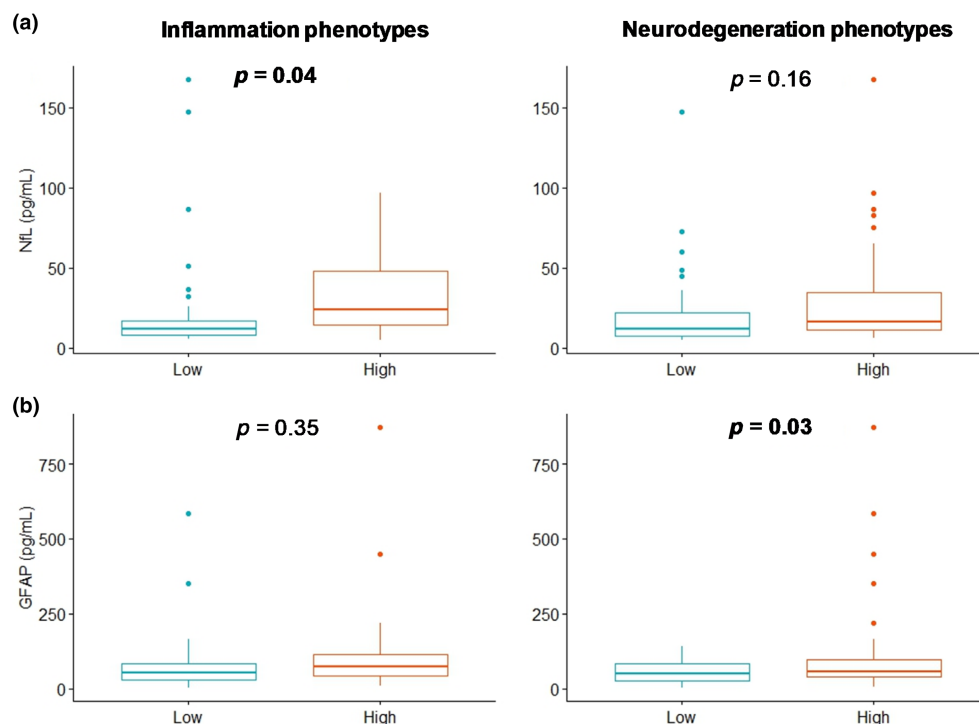 (a)
Inflammation phenotypes
Neurodegeneration phenotypes
p = 0.04
p = 0.16
NfL (pg/mL)
150
100
50
0
Low
High
150
100
50
0
Low
High
(b)
p = 0.35
p = 0.03
GFAP (pg/mL)
750
500
250
0
Low
High
750
500
250
0
Low
High